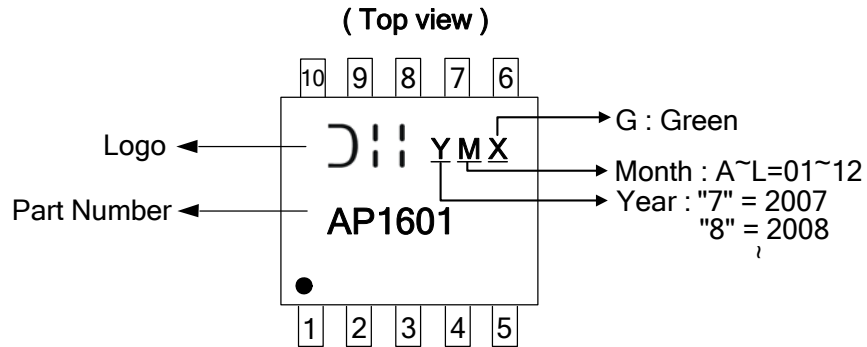 ( Top view )
10 9 8 7 6
Logo
Y M X
G : Green
Month : A~L=01~12
Part Number
AP1601
Year : "7" = 2007
"8" = 2008
~
1 2 3 4 5